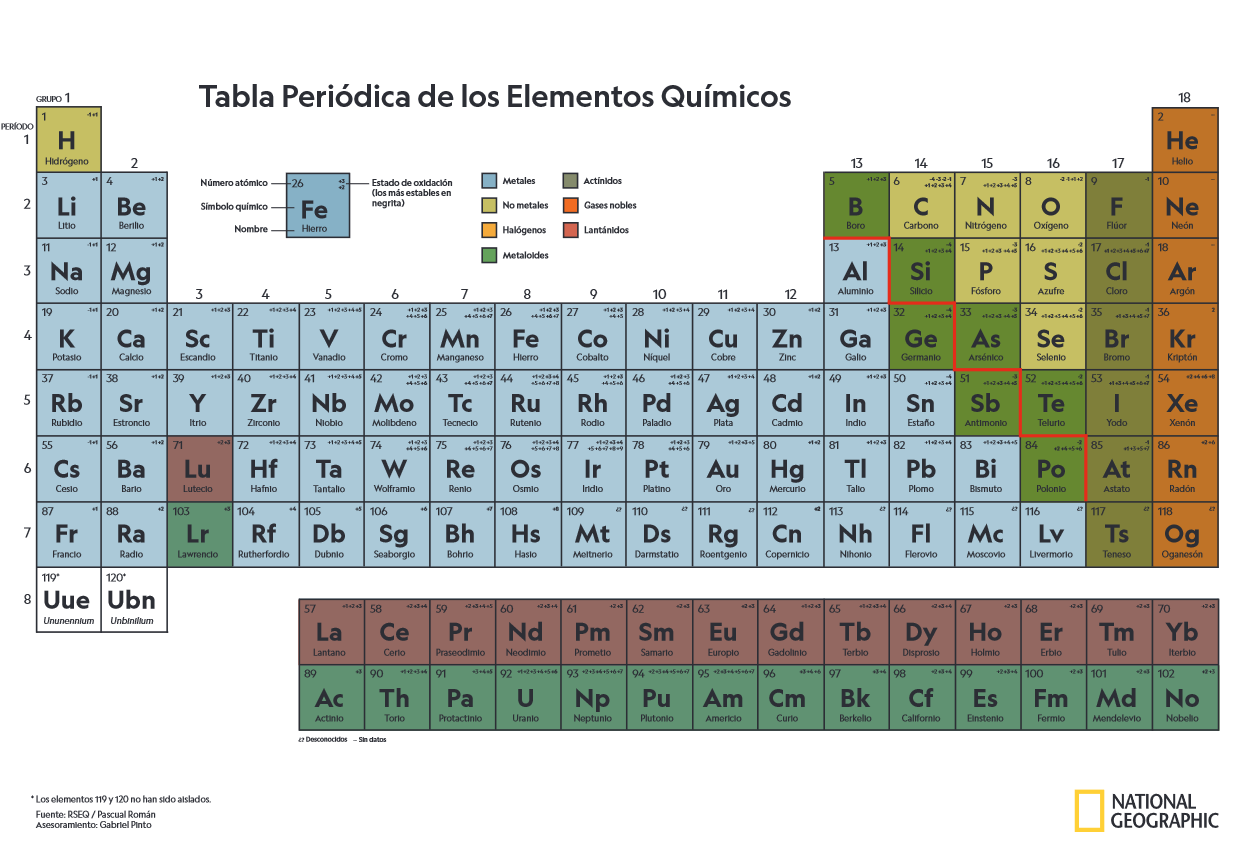 Tabla Periódica de los Elementos Químicos
GRUPO 1
18
PERÍODO
1
1 H Hidrógeno
2 He Helio
2
13 14 15 16 17
Número atómico
Símbolo químico
Nombre
26 +3 +2
Fe
Hierro
Estado de oxidación
(los más estables en
negrita)
Metales
No metales
Halógenos
Metaloides
Actínidos
Gases nobles
Lantánidos
2
3 Li Litio
4 Be Berilio
5 B Boro
6 C Carbono
7 N Nitrógeno
8 O Oxígeno
9 F Flúor
10 Ne Neón
3
11 Na Sodio
12 Mg Magnesio
13 Al Aluminio
14 Si Silicio
15 P Fósforo
16 S Azufre
17 Cl Cloro
18 Ar Argón
3 4 5 6 7 8 9 10 11 12
4
19 K Potasio
20 Ca Calcio
21 Sc Escandio
22 Ti Titanio
23 V Vanadio
24 Cr Cromo
25 Mn Manganeso
26 Fe Hierro
27 Co Cobalto
28 Ni Níquel
29 Cu Cobre
30 Zn Zinc
31 Ga Galio
32 Ge Germanio
33 As Arsénico
34 Se Selenio
35 Br Bromo
36 Kr Kriptón
5
37 Rb Rubidio
38 Sr Estroncio
39 Y Itrio
40 Zr Zirconio
41 Nb Niobio
42 Mo Molibdeno
43 Tc Tecnecio
44 Ru Rutenio
45 Rh Rodio
46 Pd Paladio
47 Ag Plata
48 Cd Cadmio
49 In Indio
50 Sn Estaño
51 Sb Antimonio
52 Te Telurio
53 I Yodo
54 Xe Xenón
6
55 Cs Cesio
56 Ba Bario
71 Lu Lutecio
72 Hf Hafnio
73 Ta Tantalio
74 W Wolframio
75 Re Renio
76 Os Osmio
77 Ir Iridio
78 Pt Platino
79 Au Oro
80 Hg Mercurio
81 Tl Talio
82 Pb Plomo
83 Bi Bismuto
84 Po Polonio
85 At Astato
86 Rn Radón
7
87 Fr Francio
88 Ra Radio
103 Lr Lawrencio
104 Rf Rutherfordio
105 Db Dubnio
106 Sg Seaborgio
107 Bh Bohrio
108 Hs Hasio
109 Mt Meitnerio
110 Ds Darmstatio
111 Rg Roentgenio
112 Cn Copernicio
113 Nh Nihonio
114 Fl Flerovio
115 Mc Moscovio
116 Lv Livermorio
117 Ts Teneso
118 Og Oganesón
8
119* Uue Ununennium
120* Ubn Unbinilium
57 La Lantano
58 Ce Cerio
59 Pr Praseodimio
60 Nd Neodimio
61 Pm Prometio
62 Sm Samario
63 Eu Europio
64 Gd Gadolinio
65 Tb Terbio
66 Dy Disprosio
67 Ho Holmio
68 Er Erbio
69 Tm Tulio
70 Yb Iterbio
89 Ac Actinio
90 Th Torio
91 Pa Protactinio
92 U Uranio
93 Np Neptunio
94 Pu Plutonio
95 Am Americio
96 Cm Curio
97 Bk Berkelio
98 Cf Californio
99 Es Einstenio
100 Fm Fermio
101 Md Mendelevio
102 No Nobelio
¿? Desconocidos – Sin datos
* Los elementos 119 y 120 no han sido aislados.
Fuente: RSEQ / Pascual Román
Asesoramiento: Gabriel Pinto
NATIONAL
GEOGRAPHIC